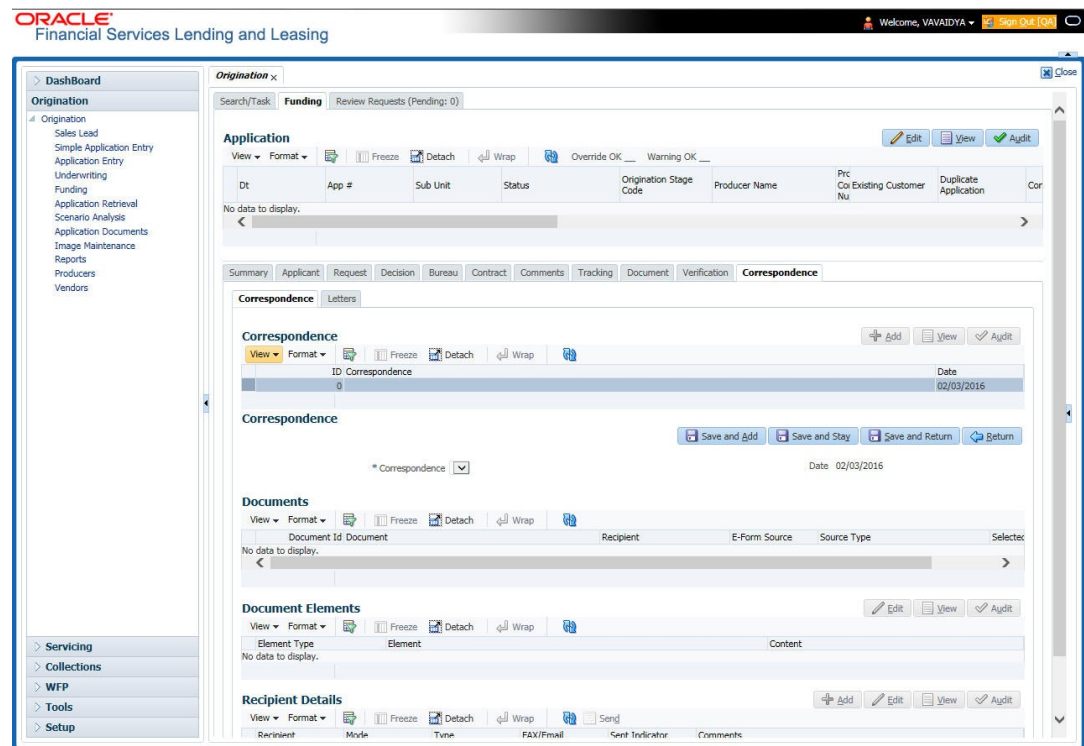 ORACLE
Financial Services Lending and Leasing
Welcome, VAVAIDYA
Sign Out [QA]
DashBoard
Origination
Origination
Sales Lead
Simple Application Entry
Application Entry
Underwriting
Funding
Application Retrieval
Scenario Analysis
Application Documents
Image Maintenance
Reports
Producers
Vendors
Servicing
Collections
WFP
Tools
Setup
Origination x
Close
Search/Task Funding Review Requests (Pending: 0)
Application
Edit View Audit
View Format Freeze Detach Wrap Override OK __ Warning OK __
Dt App # Sub Unit Status Origination Stage Code Producer Name Existing Customer Duplicate Application
No data to display.
Summary Applicant Request Decision Bureau Contract Comments Tracking Document Verification Correspondence
Correspondence Letters
Correspondence
Add View Audit
View Format Freeze Detach Wrap
ID Correspondence Date
0 02/03/2016
Correspondence
Save and Add Save and Stay Save and Return Return
* Correspondence Date 02/03/2016
Documents
View Format Freeze Detach Wrap
Document Id Document Recipient E-Form Source Source Type Selected
No data to display.
Document Elements
Edit View Audit
View Format Freeze Detach Wrap
Element Type Element Content
No data to display.
Recipient Details
Add Edit View Audit
View Format Freeze Detach Wrap Send
Recipient Mode Type FAX/Email Sent Indicator Comments